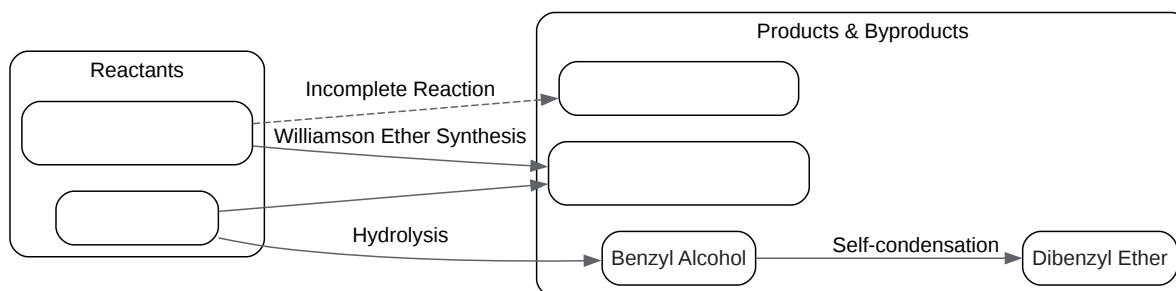 Products & Byproducts
Reactants
Incomplete Reaction
Williamson Ether Synthesis
Hydrolysis
Benzyl Alcohol
Self-condensation
Dibenzyl Ether